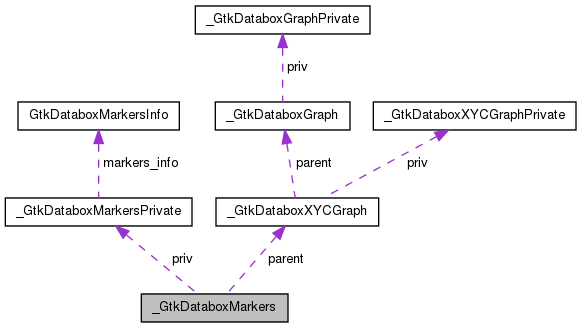 _GtkDataboxGraphPrivate
priv
GtkDataboxMarkersInfo
_GtkDataboxGraph
_GtkDataboxXYCGraphPrivate
markers_info
parent
priv
_GtkDataboxMarkersPrivate
_GtkDataboxXYCGraph
priv
parent
_GtkDataboxMarkers